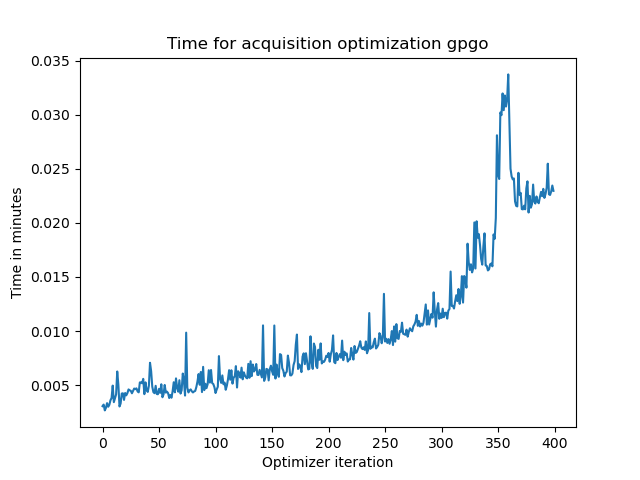 Time for acquisition optimization gpgo
0.035
0.030
0.025
0.020
0.015
0.010
0.005
Time in minutes
0 50 100 150 200 250 300 350 400
Optimizer iteration